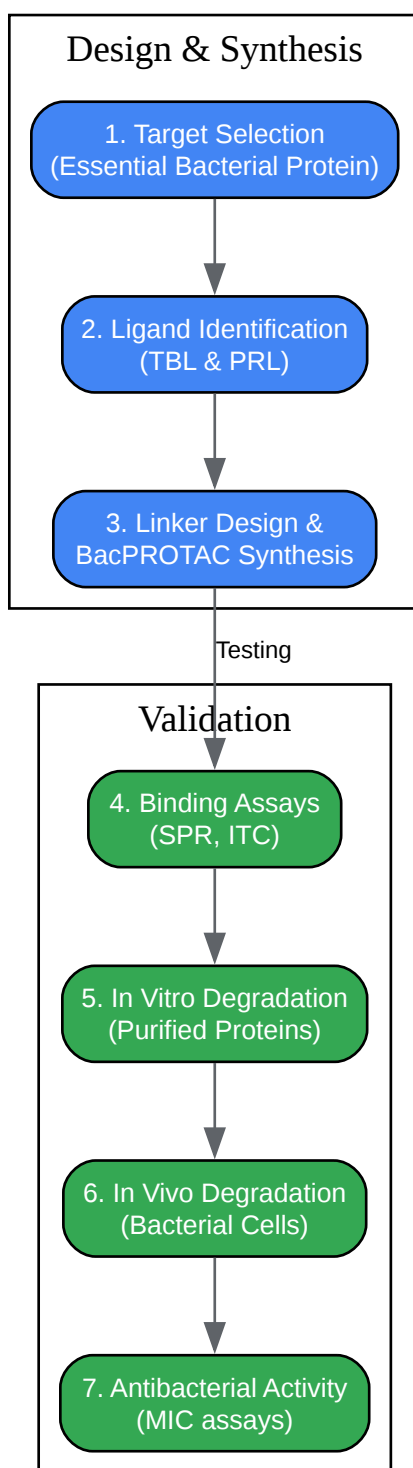 Design & Synthesis
1. Target Selection
(Essential Bacterial Protein)
2. Ligand Identification
(TBL & PRL)
3. Linker Design &
BacPROTAC Synthesis
Testing
Validation
4. Binding Assays
(SPR, ITC)
5. In Vitro Degradation
(Purified Proteins)
6. In Vivo Degradation
(Bacterial Cells)
7. Antibacterial Activity
(MIC assays)